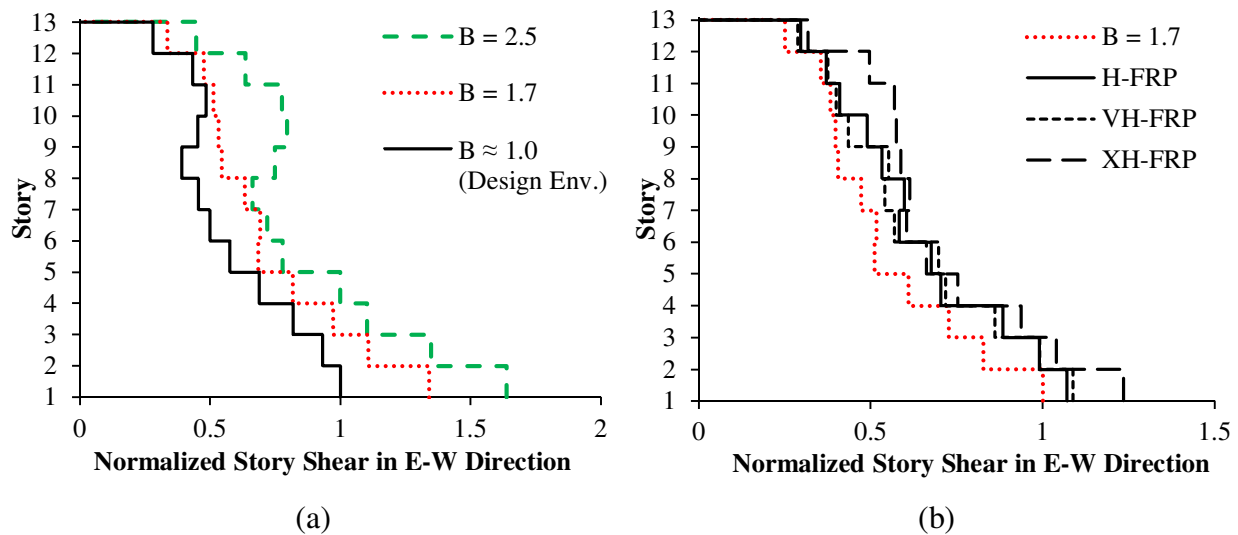 13
12
11
10
9
8
7
6
5
4
3
2
1
Story
0
0.5
1
1.5
2
Normalized Story Shear in E-W Direction
B = 2.5
B = 1.7
B ≈ 1.0
(Design Env.)
(a)
13
12
11
10
9
8
7
6
5
4
3
2
1
Story
0
0.5
1
1.5
Normalized Story Shear in E-W Direction
B = 1.7
H-FRP
VH-FRP
XH-FRP
(b)